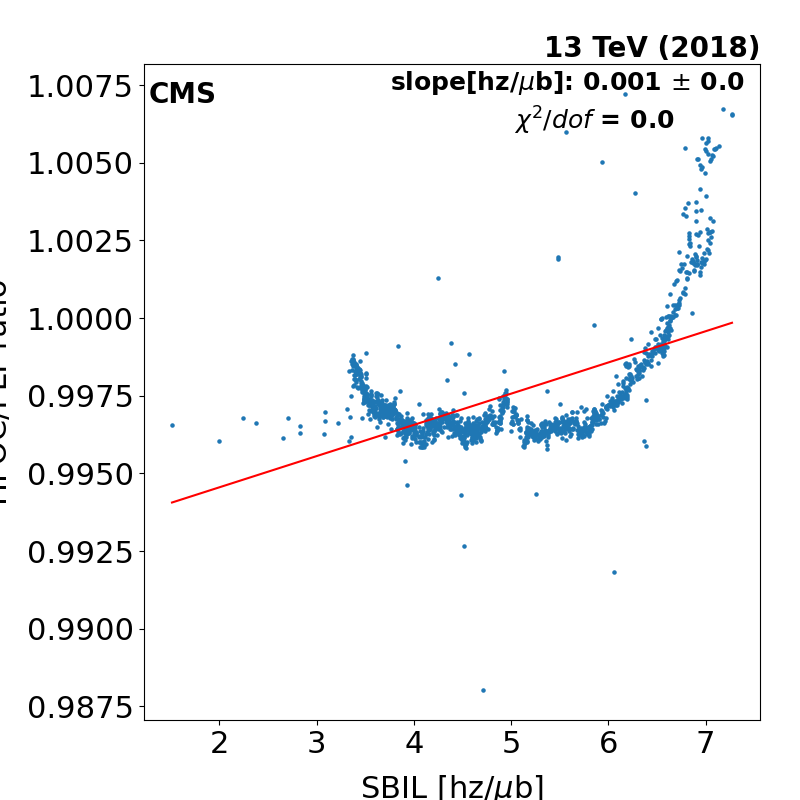 13 TeV (2018)
CMS
slope[hz/μb]: 0.001 ± 0.0
χ²/dof = 0.0
1.0075
1.0050
1.0025
1.0000
0.9975
0.9950
0.9925
0.9900
0.9875
2 3 4 5 6 7
SBIL [hz/μb]